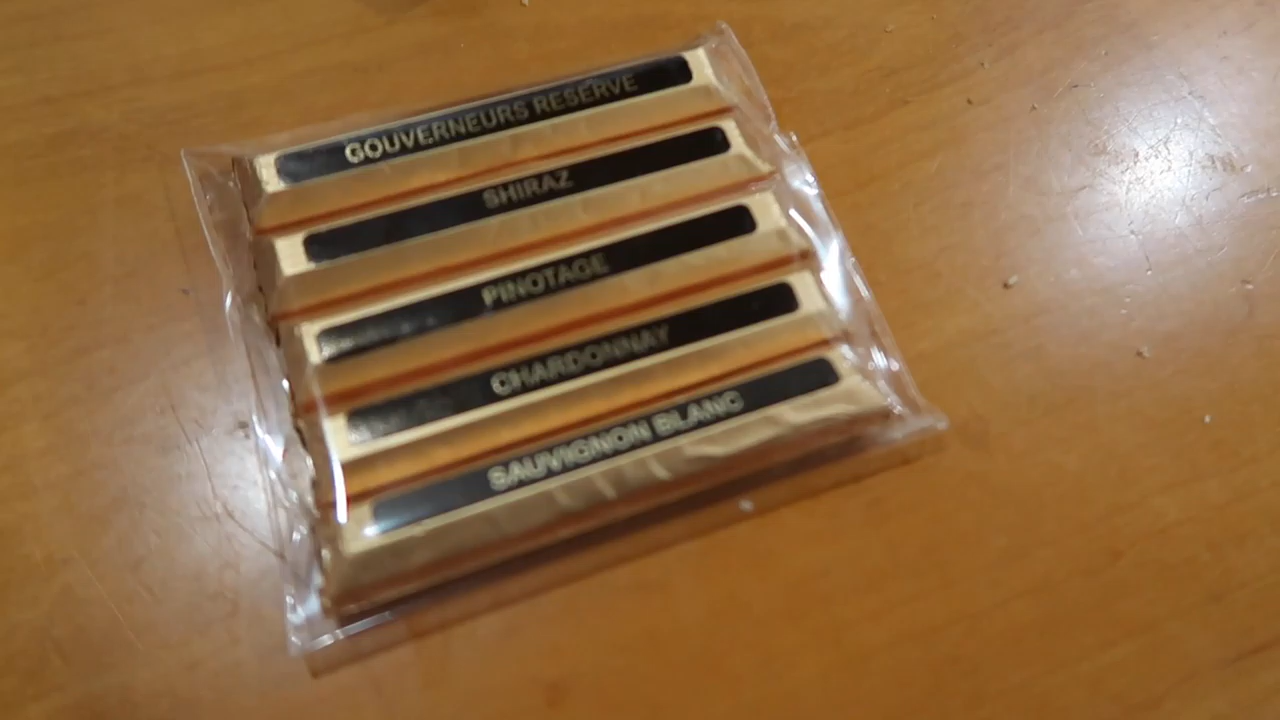 GOUVERNEURS RESERVE
SHIRAZ
PINOTAGE
CHARDONNAY
SAUVIGNON BLANC